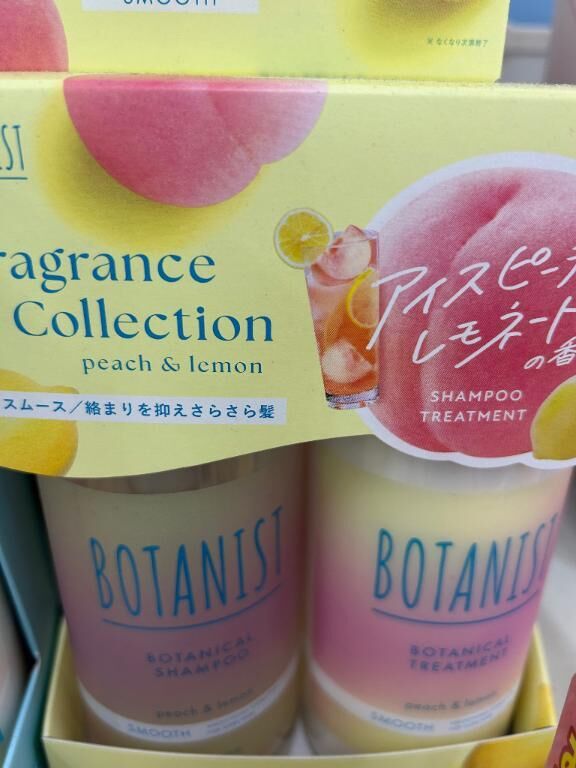 SMOOTH
※なくなり次第終了
IST
ragrance
Collection
peach & lemon
スムース／絡まりを抑えさらさら髪
アイスピー
レモネー
の香
SHAMPOO
TREATMENT
BOTANIST
BOTANICAL
SHAMPOO
peach & lemon
SMOOTH
BOTANIST
BOTANICAL
TREATMENT
peach & lemon
SMOOTH